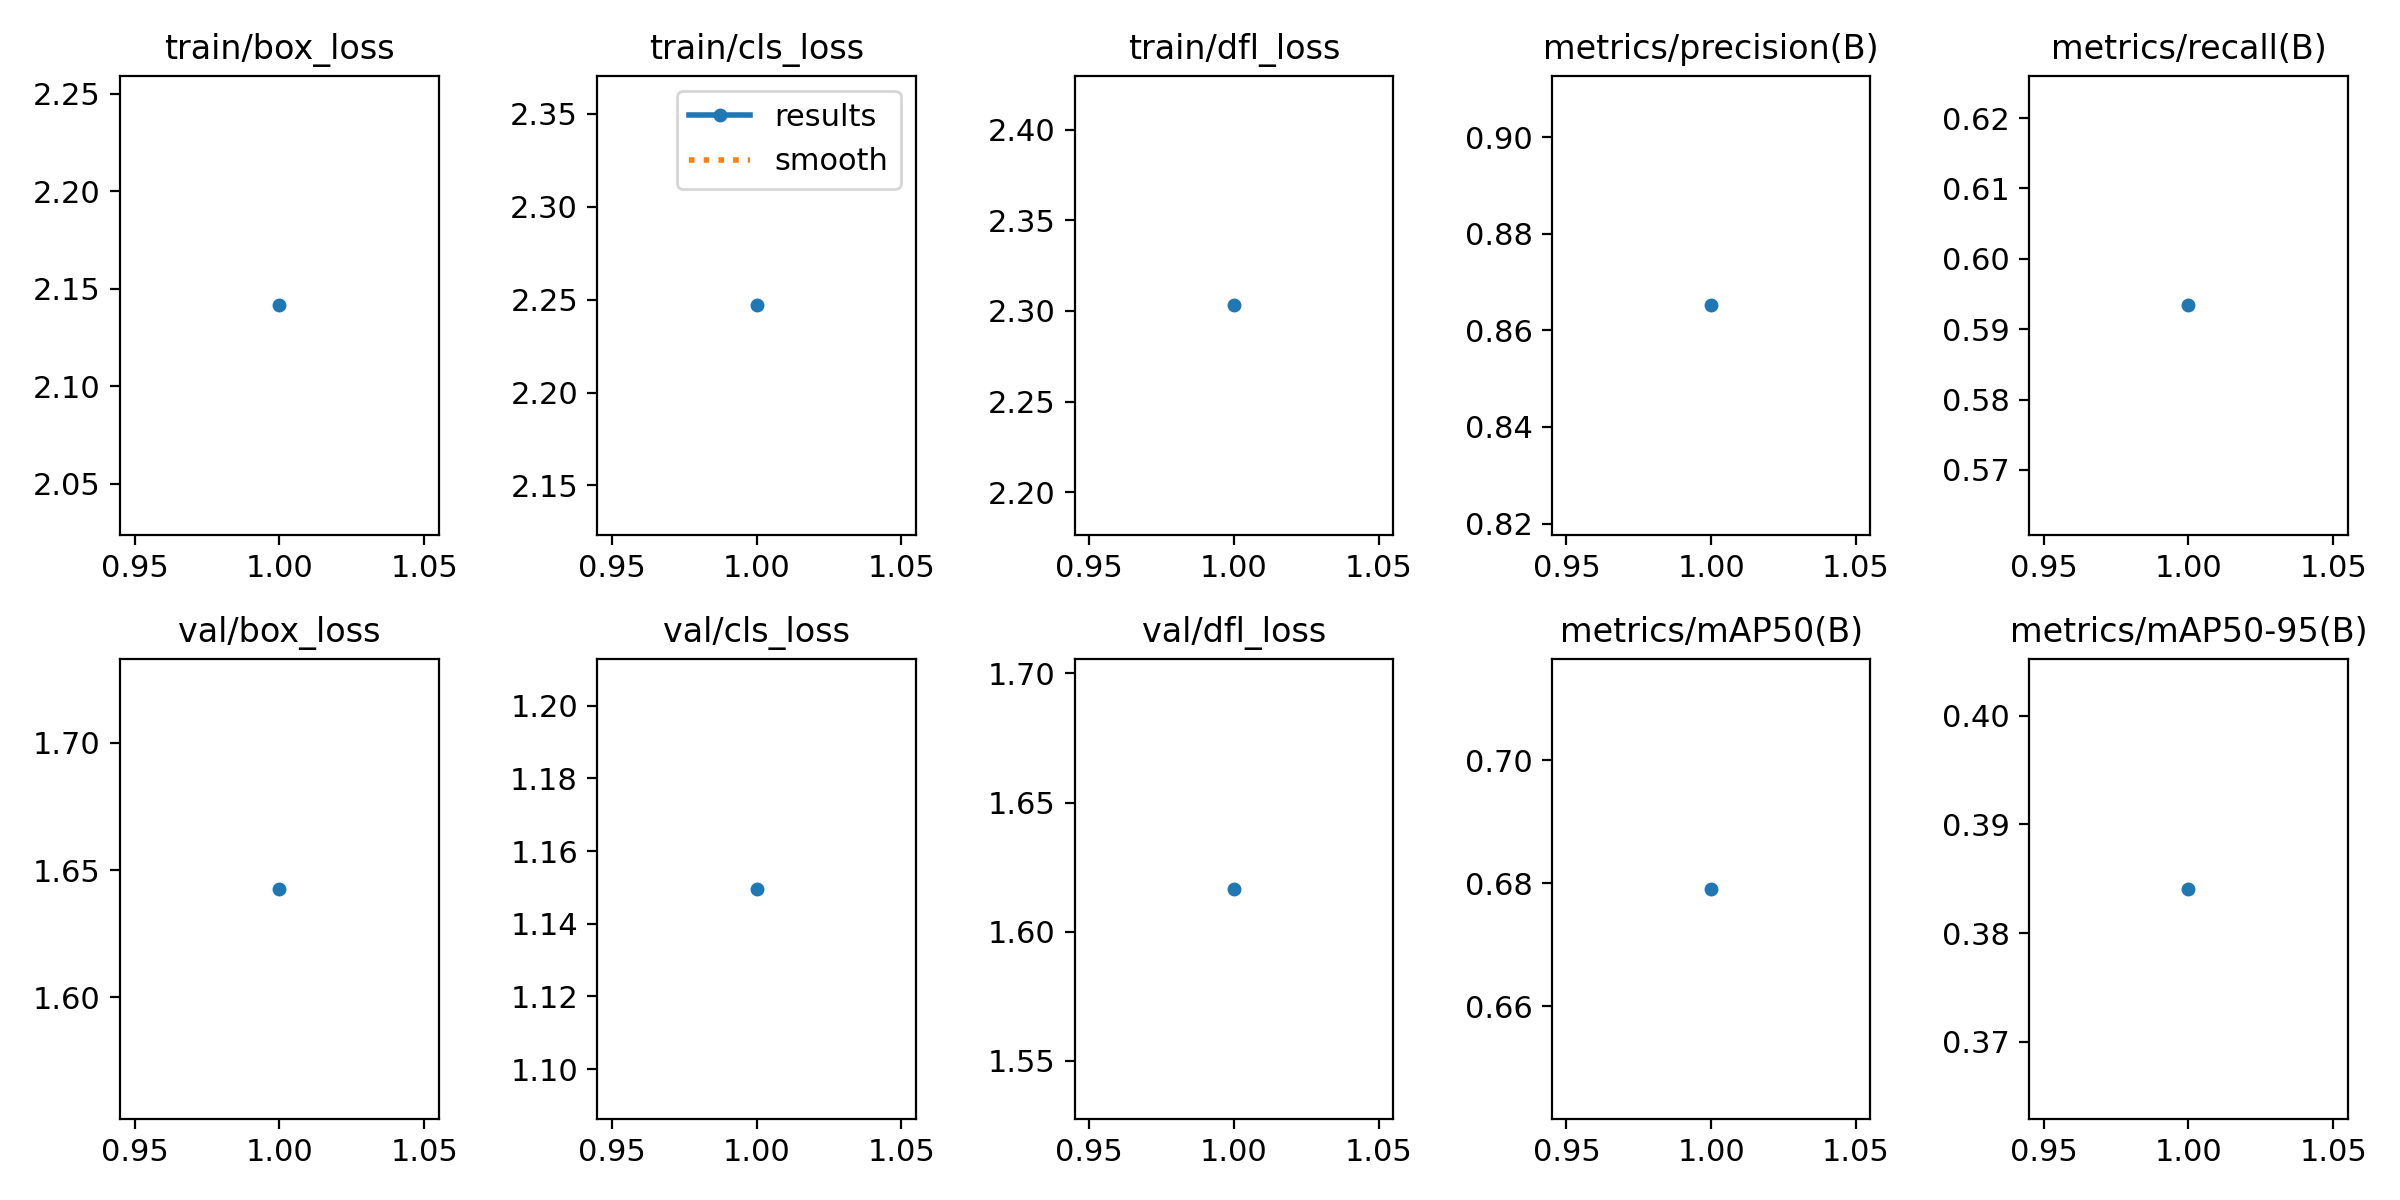 train/box_loss
2.25
2.20
2.15
2.10
2.05
0.95 1.00 1.05
train/cls_loss
results
smooth
2.35
2.30
2.25
2.20
2.15
0.95 1.00 1.05
train/dfl_loss
2.40
2.35
2.30
2.25
2.20
0.95 1.00 1.05
metrics/precision(B)
0.90
0.88
0.86
0.84
0.82
0.95 1.00 1.05
metrics/recall(B)
0.62
0.61
0.60
0.59
0.58
0.57
0.95 1.00 1.05
val/box_loss
1.70
1.65
1.60
0.95 1.00 1.05
val/cls_loss
1.20
1.18
1.16
1.14
1.12
1.10
0.95 1.00 1.05
val/dfl_loss
1.70
1.65
1.60
1.55
0.95 1.00 1.05
metrics/mAP50(B)
0.70
0.68
0.66
0.95 1.00 1.05
metrics/mAP50-95(B)
0.40
0.39
0.38
0.37
0.95 1.00 1.05